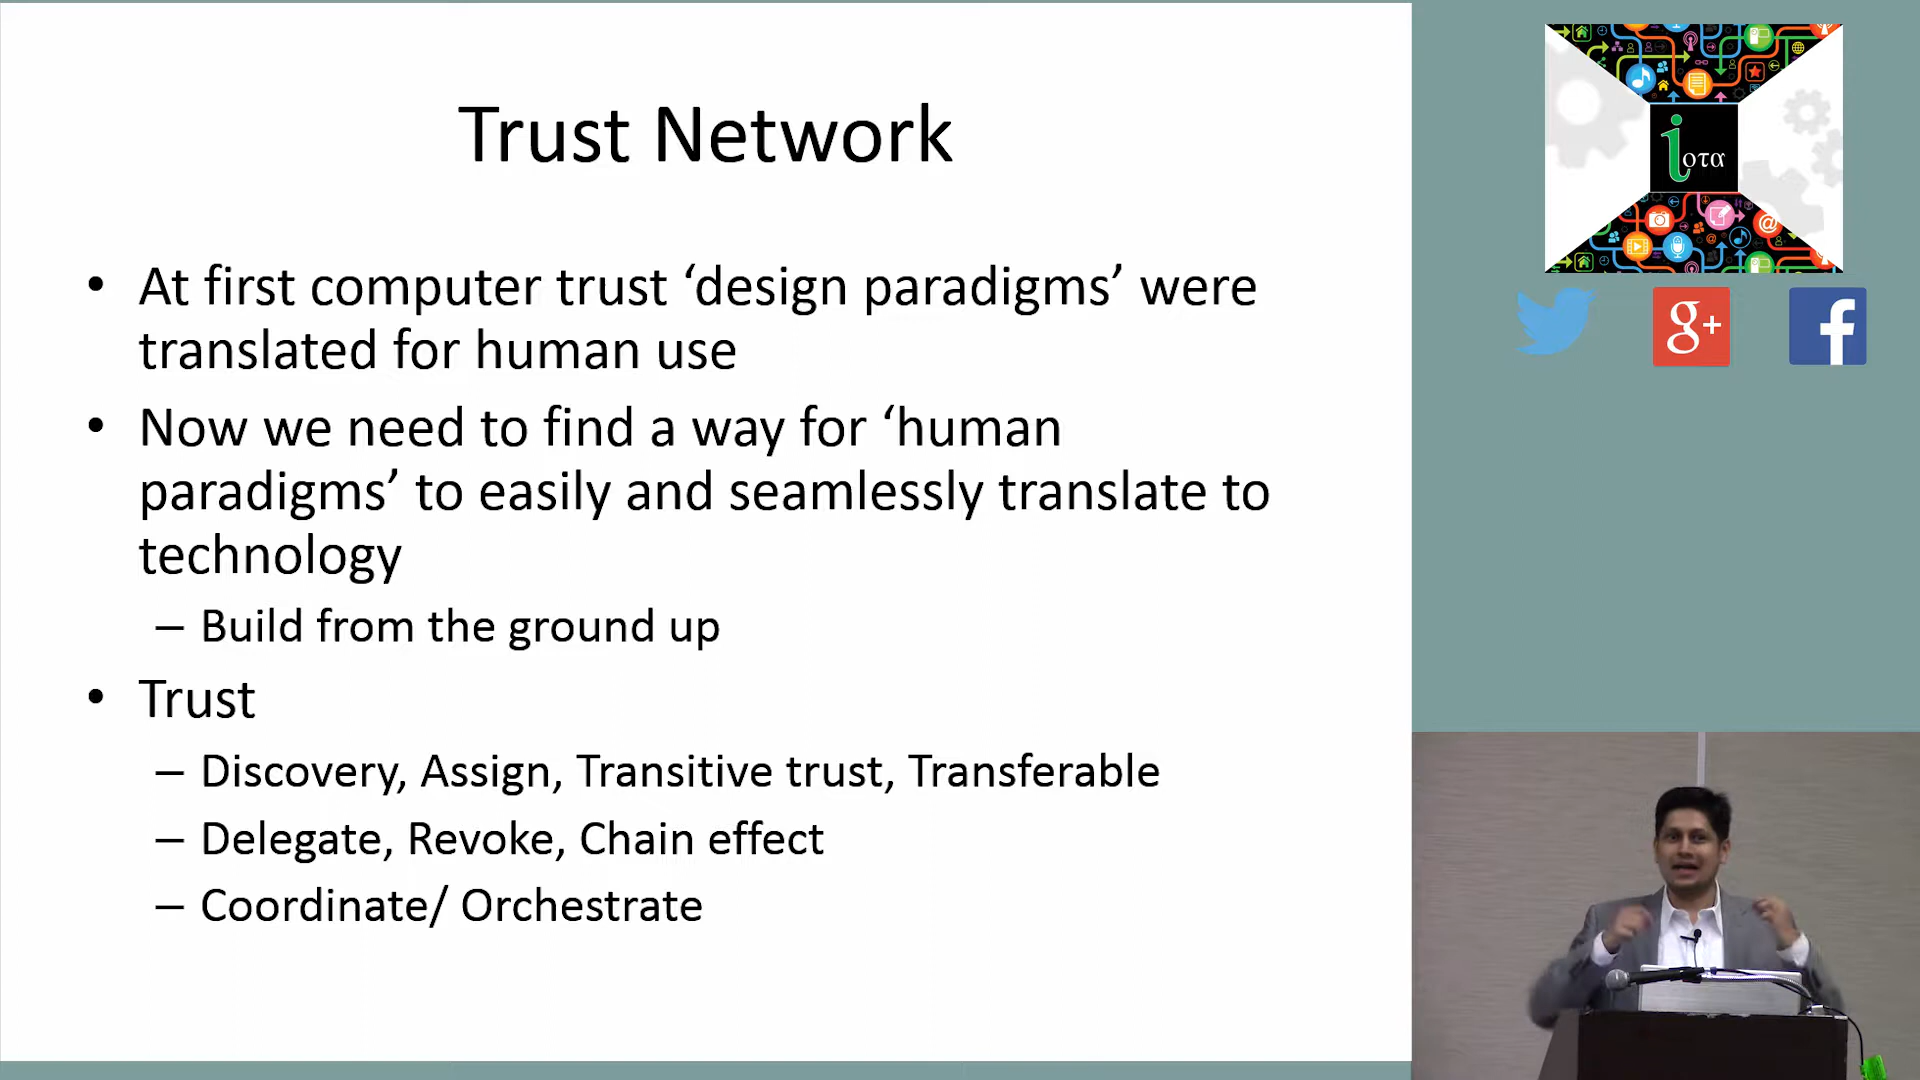 Trust Network
• At first computer trust ‘design paradigms’ were
translated for human use
• Now we need to find a way for ‘human
paradigms’ to easily and seamlessly translate to
technology
– Build from the ground up
• Trust
– Discovery, Assign, Transitive trust, Transferable
– Delegate, Revoke, Chain effect
– Coordinate/ Orchestrate
iοτα
g+
f